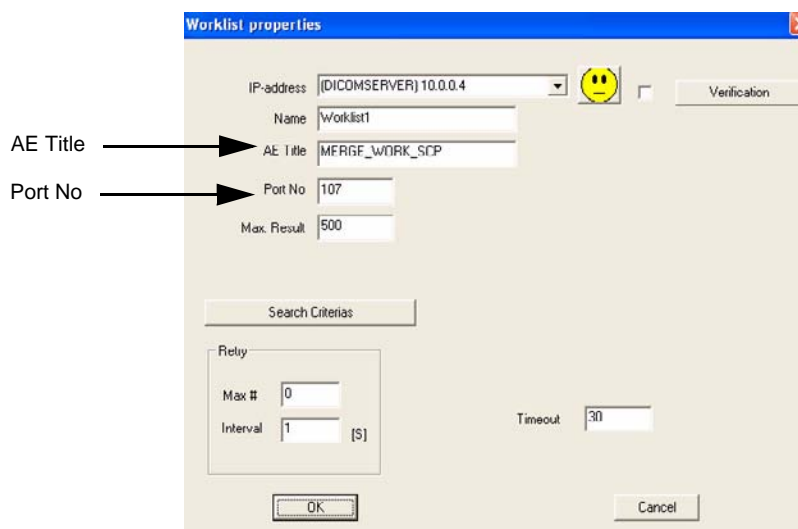 Worklist properties
IP-address (DICOMSERVER) 10.0.0.4
Verification
Name Worklist1
AE Title
AE Title MERGE_WORK_SCP
Port No
Port No 107
Max. Result 500
Search Criterias
Retry
Max # 0
Interval 1 [S]
Timeout 30
OK
Cancel